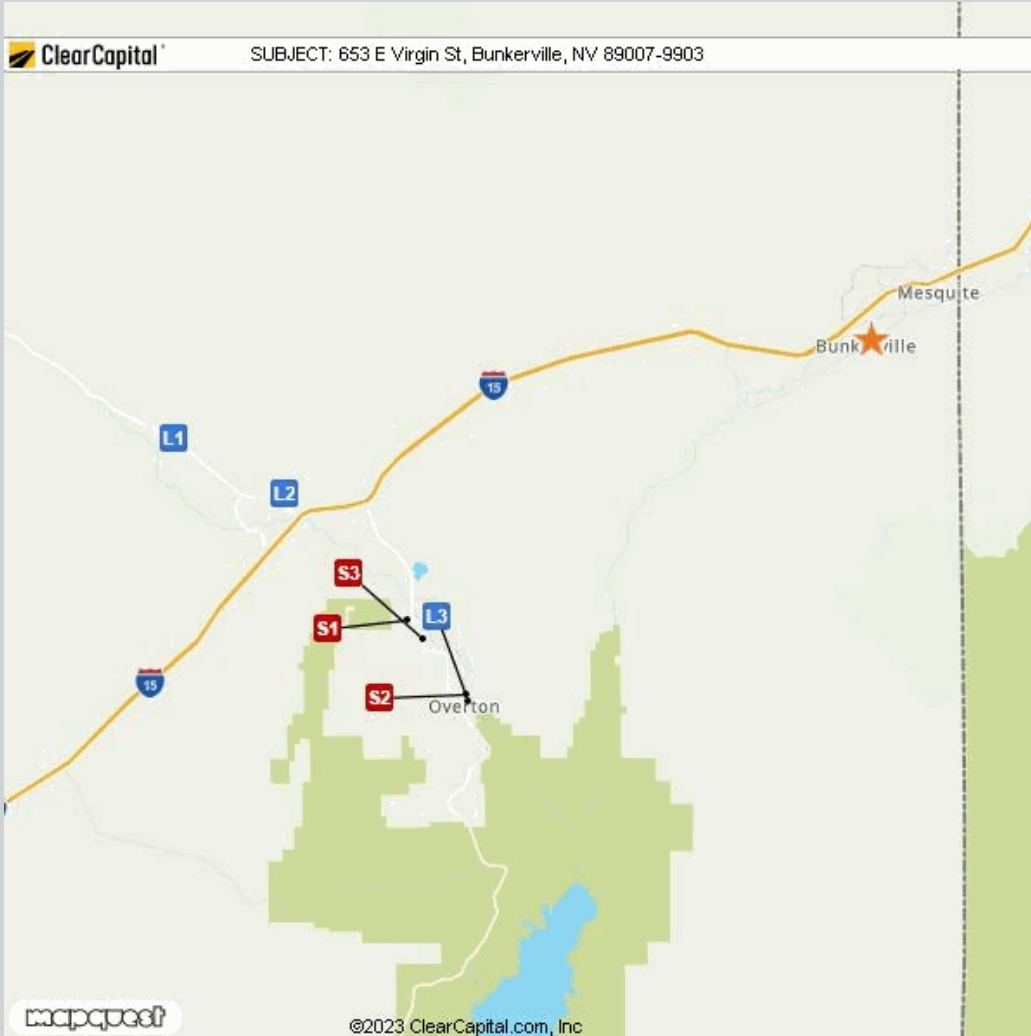 ClearCapital
SUBJECT: 653 E Virgin St, Bunkerville, NV 89007-9903
Mesquite
Bunkerville
15
L1
L2
S3
L3
S1
15
S2
Overton
mapquest
©2023 ClearCapital.com, Inc